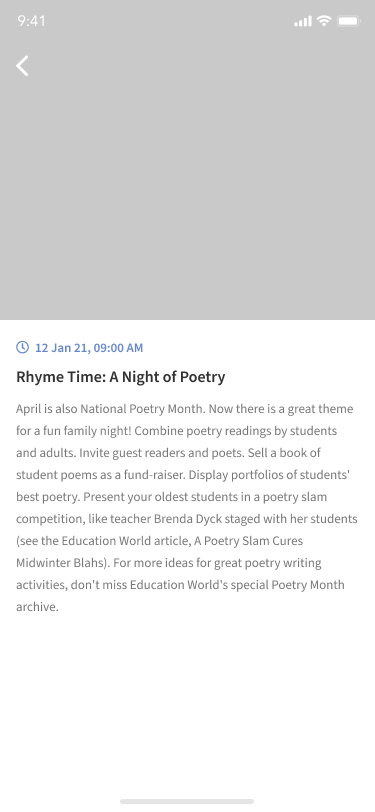 9:41
12 Jan 21, 09:00 AM
Rhyme Time: A Night of Poetry
April is also National Poetry Month. Now there is a great theme
for a fun family night! Combine poetry readings by students
and adults. Invite guest readers and poets. Sell a book of
student poems as a fund-raiser. Display portfolios of students'
best poetry. Present your oldest students in a poetry slam
competition, like teacher Brenda Dyck staged with her students
(see the Education World article, A Poetry Slam Cures
Midwinter Blahs). For more ideas for great poetry writing
activities, don't miss Education World's special Poetry Month
archive.